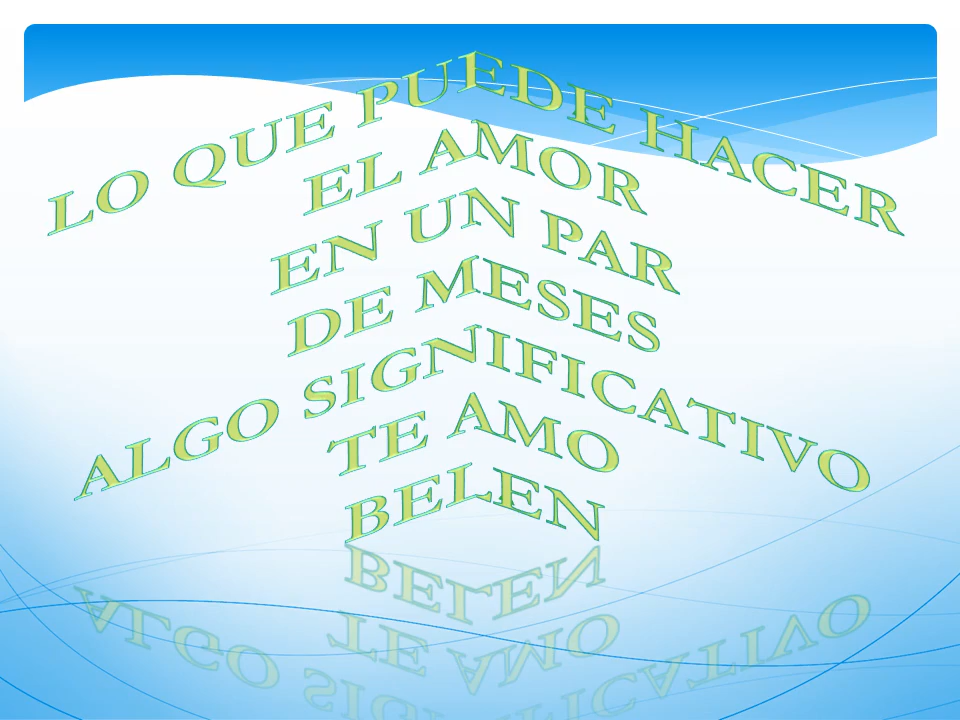 LO QUE PUEDE HACER
EL AMOR
EN UN PAR
DE MESES
ALGO SIGNIFICATIVO
TE AMO
BELEN